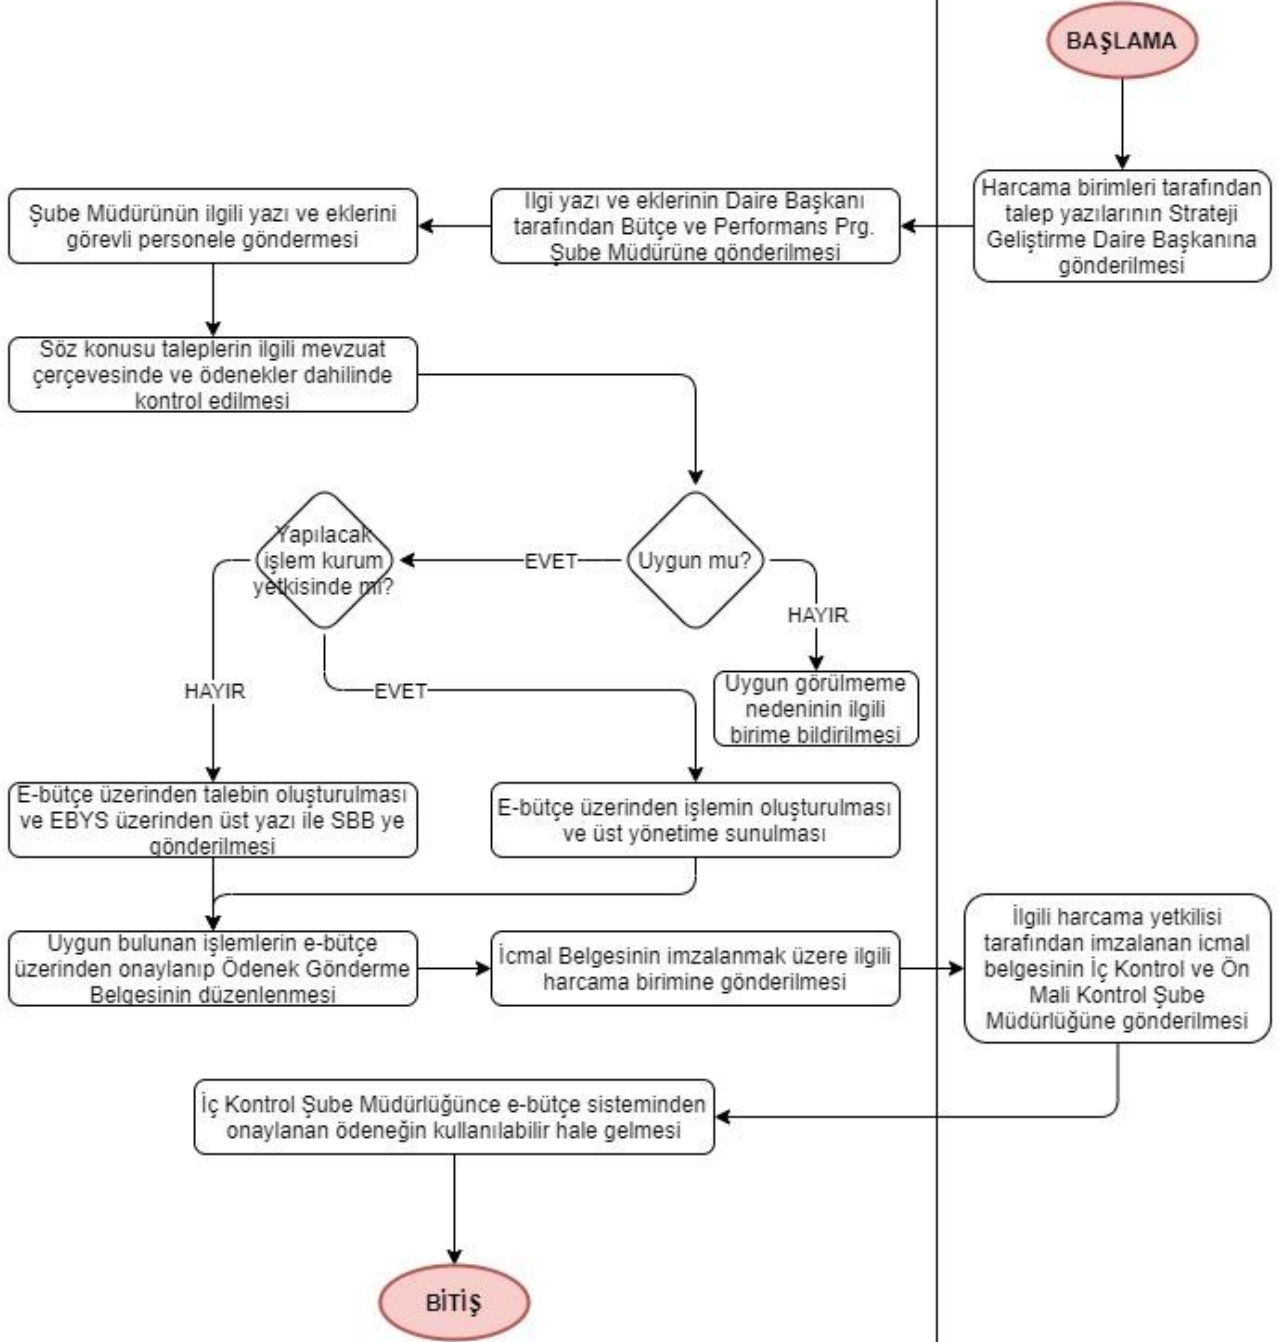 BAŞLAMA
Harcama birimleri tarafından
talep yazılarının Strateji
Geliştirme Daire Başkanına
gönderilmesi
İlgi yazı ve eklerinin Daire Başkanı
tarafından Bütçe ve Performans Prg.
Şube Müdürüne gönderilmesi
Şube Müdürünün ilgili yazı ve eklerini
görevli personele göndermesi
Söz konusu taleplerin ilgili mevzuat
çerçevesinde ve ödenekler dahilinde
kontrol edilmesi
Uygun mu?
EVET
HAYIR
Yapılacak
işlem kurum
yetkisinde mi?
Uygun görülmeme
nedeninin ilgili
birime bildirilmesi
HAYIR
EVET
E-bütçe üzerinden talebin oluşturulması
ve EBYS üzerinden üst yazı ile SBB ye
gönderilmesi
E-bütçe üzerinden işlemin oluşturulması
ve üst yönetime sunulması
Uygun bulunan işlemlerin e-bütçe
üzerinden onaylanıp Ödenek Gönderme
Belgesinin düzenlenmesi
İcmal Belgesinin imzalanmak üzere ilgili
harcama birimine gönderilmesi
İlgili harcama yetkilisi
tarafından imzalanan icmal
belgesinin İç Kontrol ve Ön
Mali Kontrol Şube
Müdürlüğüne gönderilmesi
İç Kontrol Şube Müdürlüğünce e-bütçe sisteminden
onaylanan ödeneğin kullanılabilir hale gelmesi
BİTİŞ